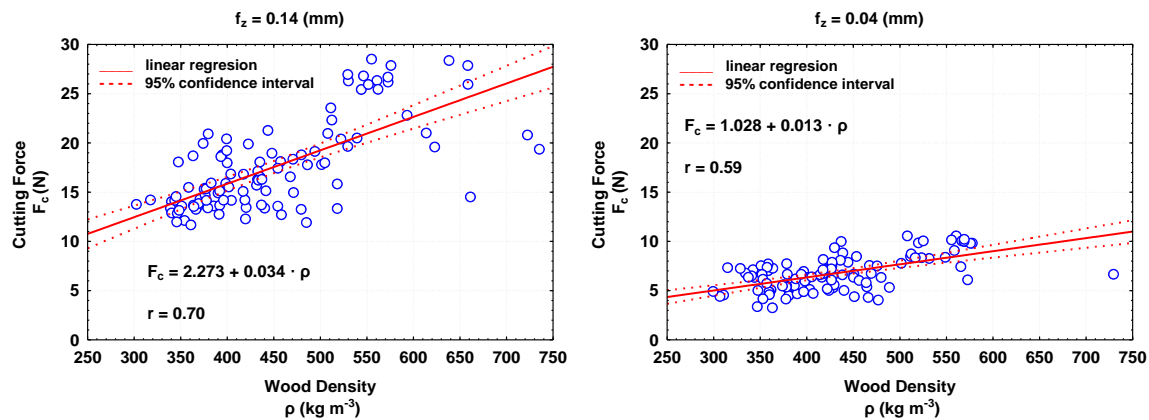 f_z = 0.14 (mm)
30
25
20
15
10
5
0
Cutting Force
F_c (N)
linear regresion
95% confidence interval
F_c = 2.273 + 0.034 · ρ
r = 0.70
250 300 350 400 450 500 550 600 650 700 750
Wood Density
ρ (kg m⁻³)
f_z = 0.04 (mm)
30
25
20
15
10
5
0
Cutting Force
F_c (N)
linear regresion
95% confidence interval
F_c = 1.028 + 0.013 · ρ
r = 0.59
250 300 350 400 450 500 550 600 650 700 750
Wood Density
ρ (kg m⁻³)